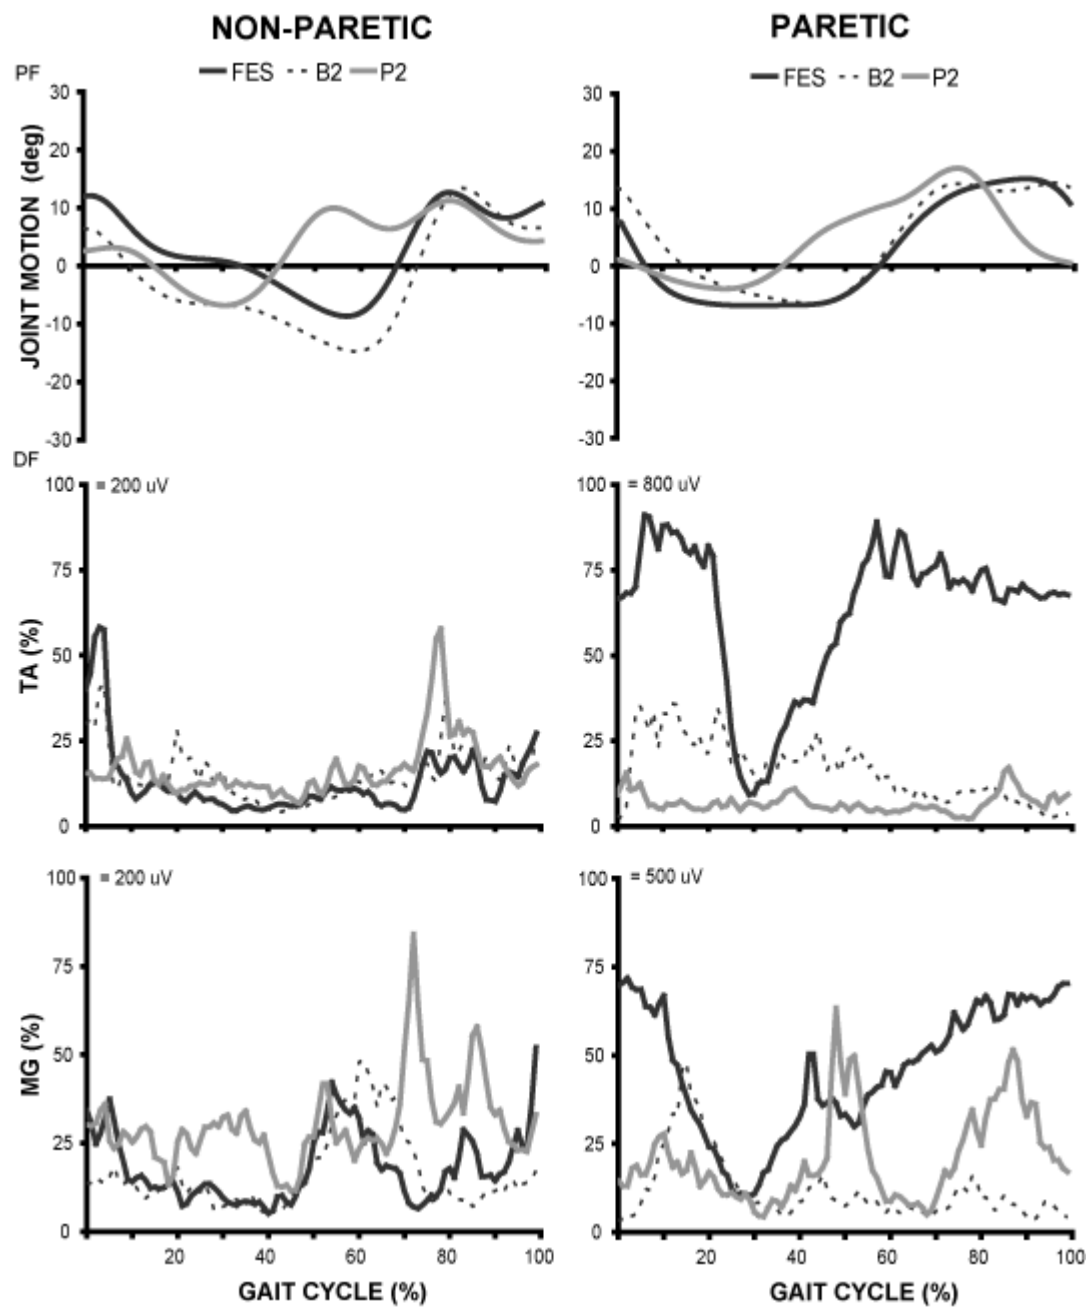 NON-PARETIC
PARETIC
PF
FES B2 P2
FES B2 P2
JOINT MOTION (deg)
30
20
10
0
-10
-20
-30
30
20
10
0
-10
-20
-30
DF
TA (%)
100
75
50
25
0
= 200 uV
100
75
50
25
0
= 800 uV
MG (%)
100
75
50
25
0
= 200 uV
20 40 60 80 100
GAIT CYCLE (%)
100
75
50
25
0
= 500 uV
20 40 60 80 100
GAIT CYCLE (%)